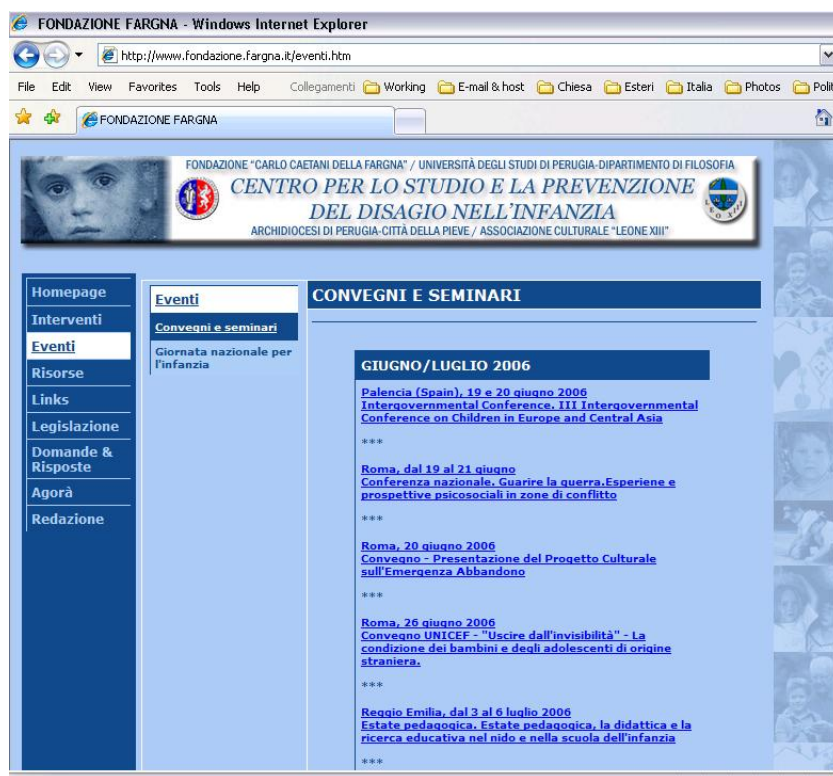 FONDAZIONE FARGNA - Windows Internet Explorer
http://www.fondazione.fargna.it/eventi.htm
File Edit View Favorites Tools Help Collegamenti Working E-mail & host Chiesa Esteri Italia Photos Polit
FONDAZIONE FARGNA
FONDAZIONE "CARLO CAETANI DELLA FARGNA" / UNIVERSITÀ DEGLI STUDI DI PERUGIA-DIPARTIMENTO DI FILOSOFIA
CENTRO PER LO STUDIO E LA PREVENZIONE
DEL DISAGIO NELL'INFANZIA
ARCHIDIOCESI DI PERUGIA-CITTÀ DELLA PIEVE / ASSOCIAZIONE CULTURALE "LEONE XIII"
LEO XIII
Homepage
Interventi
Eventi
Risorse
Links
Legislazione
Domande &
Risposte
Agorà
Redazione
Eventi
Convegni e seminari
Giornata nazionale per
l'infanzia
CONVEGNI E SEMINARI
GIUGNO/LUGLIO 2006
Palencia (Spain), 19 e 20 giugno 2006
Intergovernmental Conference. III Intergovernmental
Conference on Children in Europe and Central Asia
***
Roma, dal 19 al 21 giugno
Conferenza nazionale. Guarire la guerra.Esperiene e
prospettive psicosociali in zone di conflitto
***
Roma, 20 giugno 2006
Convegno - Presentazione del Progetto Culturale
sull'Emergenza Abbandono
***
Roma, 26 giugno 2006
Convegno UNICEF - "Uscire dall'invisibilità" - La
condizione dei bambini e degli adolescenti di origine
straniera.
***
Reggio Emilia, dal 3 al 6 luglio 2006
Estate pedagogica. Estate pedagogica, la didattica e la
ricerca educativa nel nido e nella scuola dell'infanzia
***